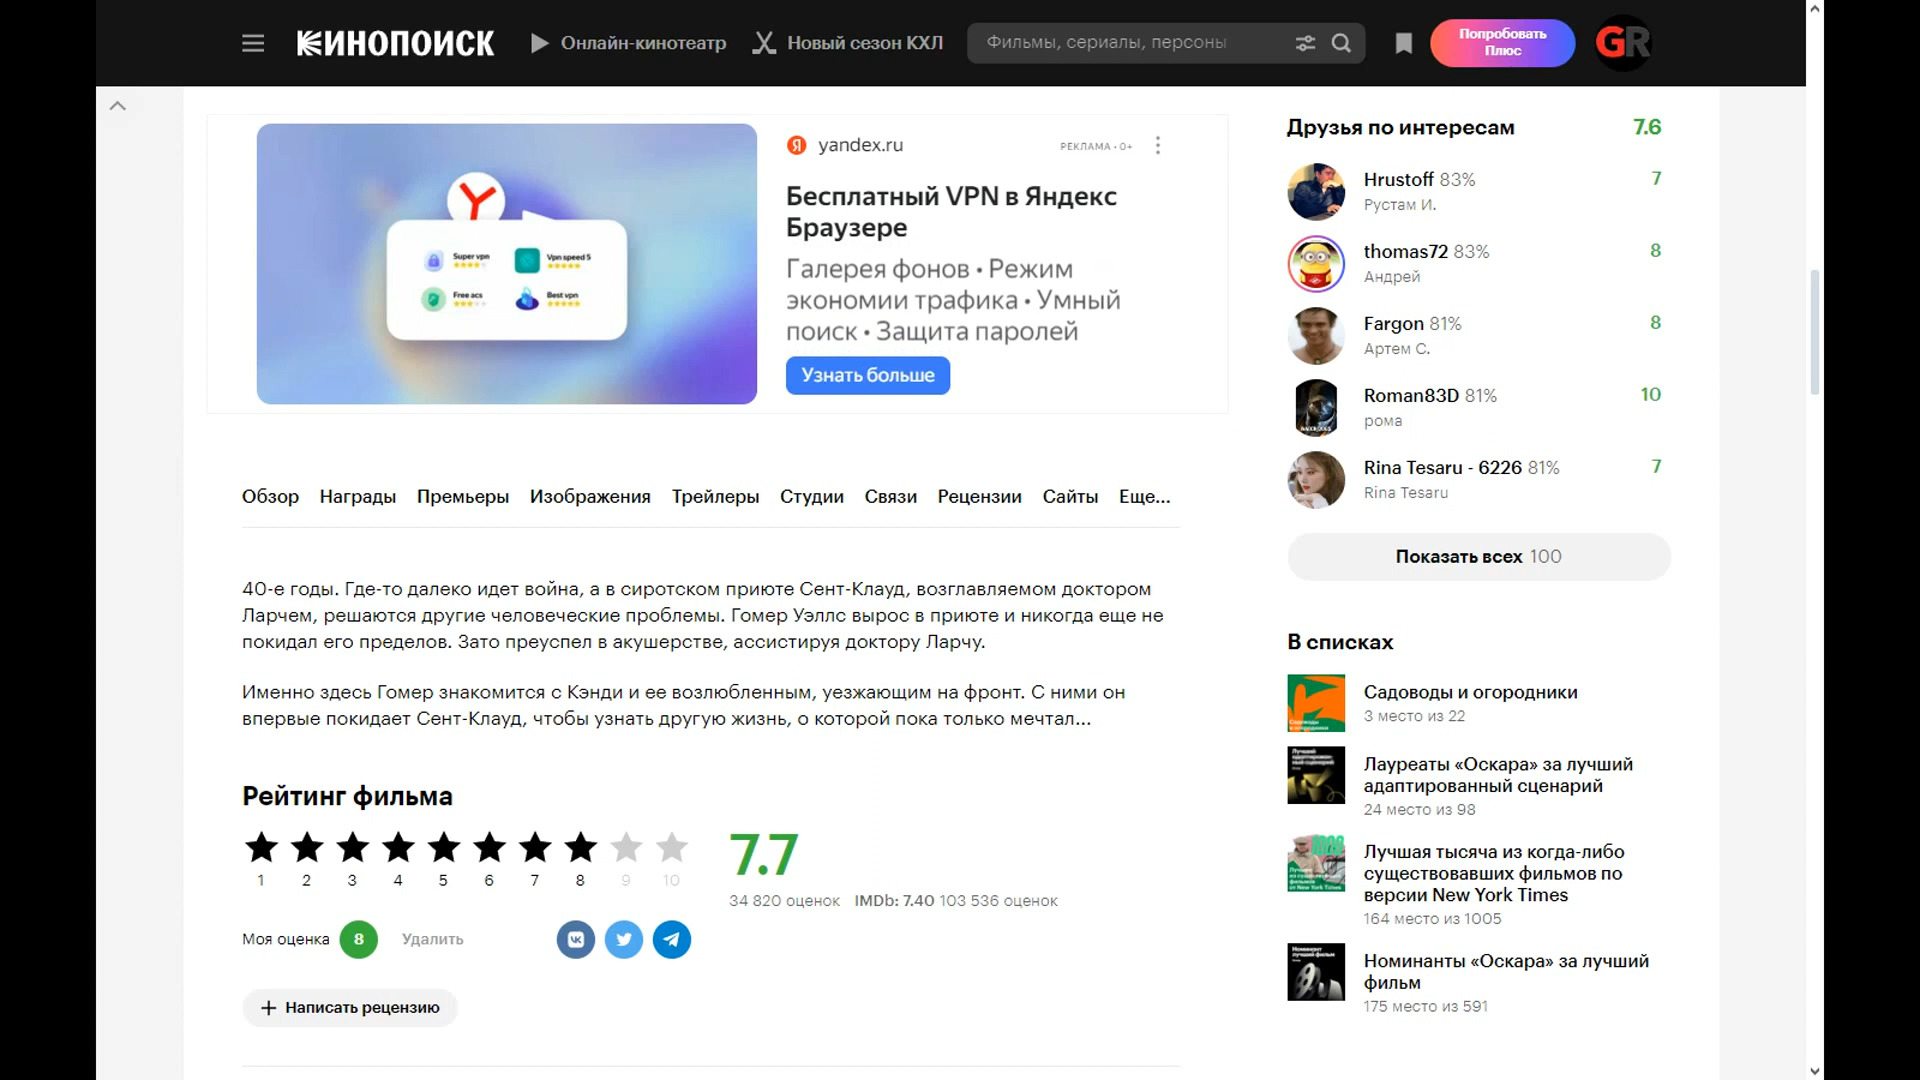 КИНОПОИСК
Онлайн-кинотеатр
Новый сезон КХЛ
Фильмы, сериалы, персоны
Попробовать
Плюс
GR
Super vpn
Vpn speed 5
Free acs
Best vpn
Я yandex.ru
РЕКЛАМА • 0+
Бесплатный VPN в Яндекс
Браузере
Галерея фонов • Режим
экономии трафика • Умный
поиск • Защита паролей
Узнать больше
Обзор Награды Премьеры Изображения Трейлеры Студии Связи Рецензии Сайты Еще...
40-е годы. Где-то далеко идет война, а в сиротском приюте Сент-Клауд, возглавляемом доктором
Ларчем, решаются другие человеческие проблемы. Гомер Уэллс вырос в приюте и никогда еще не
покидал его пределов. Зато преуспел в акушерстве, ассистируя доктору Ларчу.
Именно здесь Гомер знакомится с Кэнди и ее возлюбленным, уезжающим на фронт. С ними он
впервые покидает Сент-Клауд, чтобы узнать другую жизнь, о которой пока только мечтал...
Рейтинг фильма
1 2 3 4 5 6 7 8 9 10
7.7
34 820 оценок IMDb: 7.40 103 536 оценок
Моя оценка 8 Удалить
+ Написать рецензию
Друзья по интересам 7.6
Hrustoff 83% 7
Рустам И.
thomas72 83% 8
Андрей
Fargon 81% 8
Артем С.
Roman83D 81% 10
рома
Rina Tesaru - 6226 81% 7
Rina Tesaru
Показать всех 100
В списках
Садоводы и огородники
3 место из 22
Лауреаты «Оскара» за лучший
адаптированный сценарий
24 место из 98
Лучшая тысяча из когда-либо
существовавших фильмов по
версии New York Times
164 место из 1005
Номинанты «Оскара» за лучший
фильм
175 место из 591